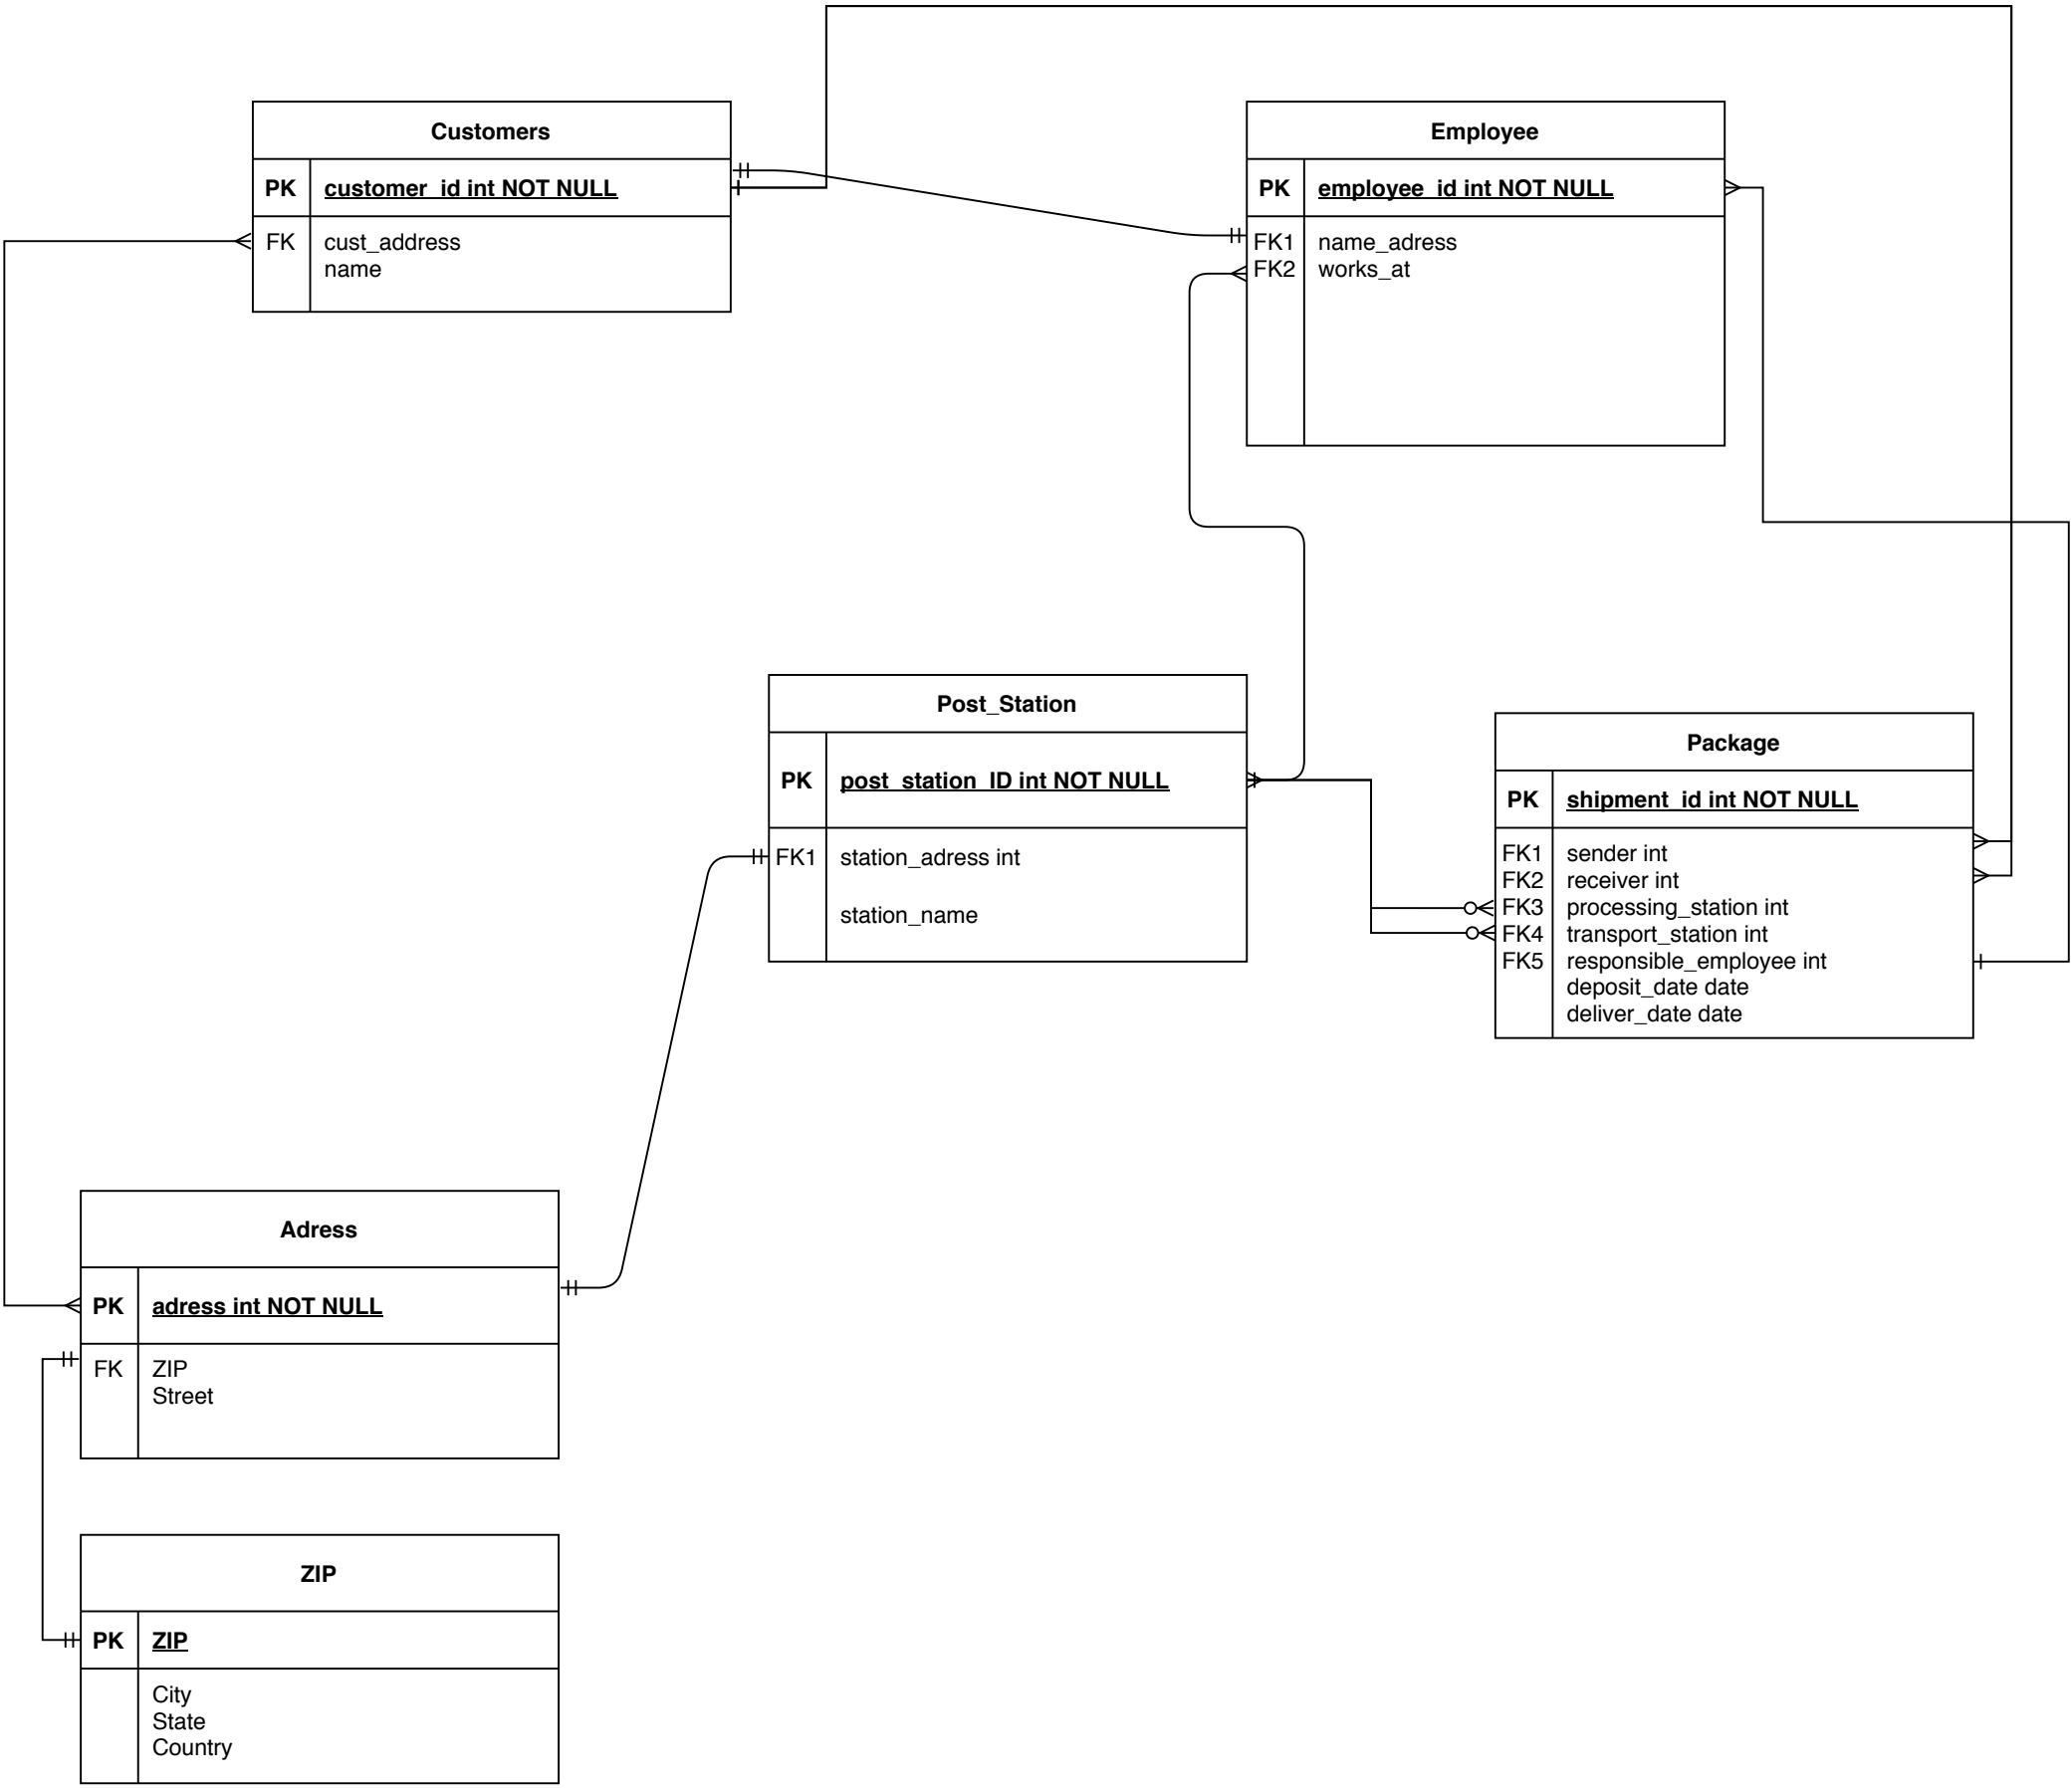 Customers
PK customer_id int NOT NULL
FK cust_address
name
Employee
PK employee_id int NOT NULL
FK1 name_adress
FK2 works_at
Post_Station
PK post_station_ID int NOT NULL
FK1 station_adress int
station_name
Package
PK shipment_id int NOT NULL
FK1 sender int
FK2 receiver int
FK3 processing_station int
FK4 transport_station int
FK5 responsible_employee int
deposit_date date
deliver_date date
Adress
PK adress int NOT NULL
FK ZIP
Street
ZIP
PK ZIP
City
State
Country